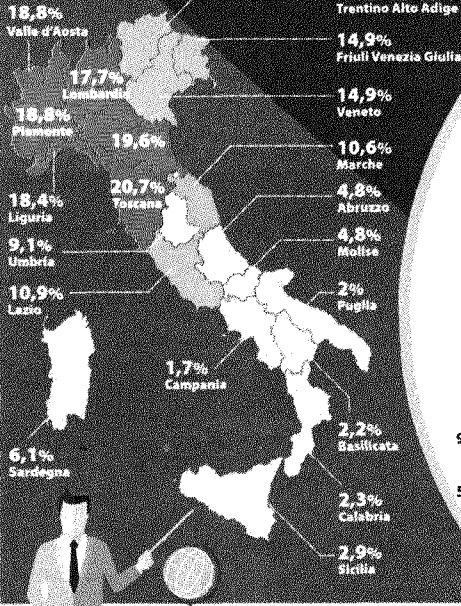 18,8%
Valle d'Aosta
Trentino Alto Adige
14,9%
Friuli Venezia Giulia
17,7%
Lombardia
14,9%
Veneto
18,8%
Piemonte
19,6%
10,6%
Marche
20,7%
Toscana
4,8%
Abruzzo
18,4%
Liguria
4,8%
Molise
9,1%
Umbria
10,9%
Lazio
2%
Puglia
1,7%
Campania
2,2%
Basilicata
6,1%
Sardegna
2,3%
Calabria
2,9%
Sicilia
9
5